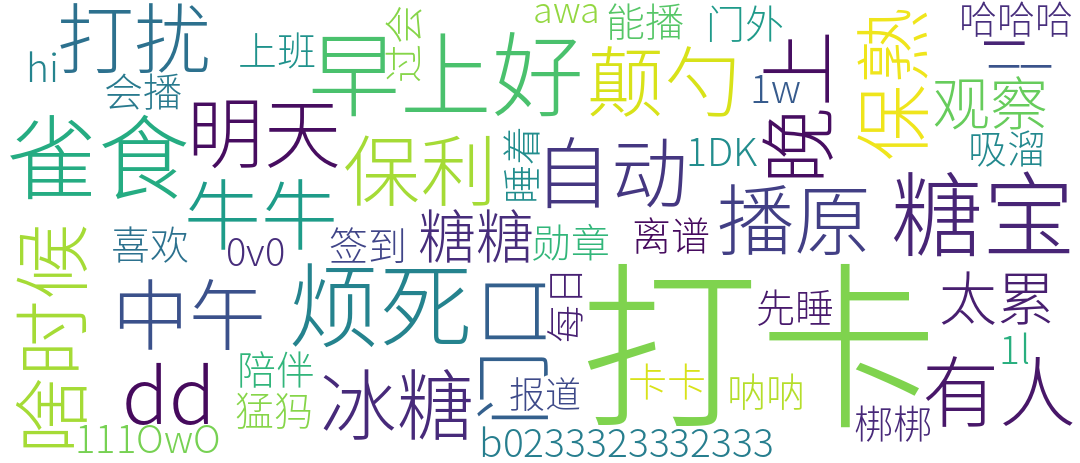 hi
打扰
上班
过会
awa
能播
门外
哈哈哈
会播
早上好
颠勺
1w
晚上
保熟
二一
观察
雀食
明天
保利
睡着
自动
1DK
吸溜
牛牛
糖宝
喜欢
0v0
签到
糖糖
勋章
离谱
播原
啥时候
中午
烦死
门口
每日
打卡
先睡
太累
dd
陪伴
猛犸
冰糖
报道
卡卡
呐呐
1l
有人
梆梆
111OwO
b0233323332333